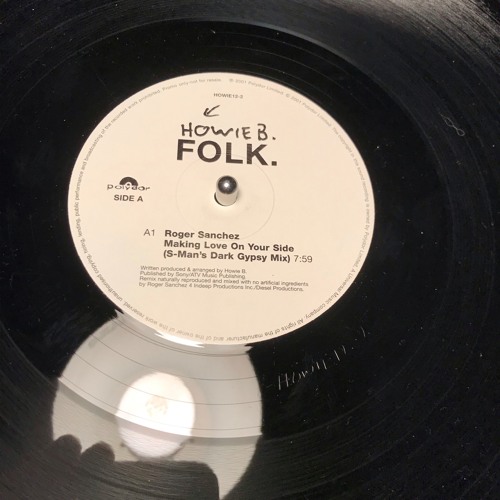 HOWIE12-3
HOWIE B.
FOLK.
polydor
SIDE A
A1 Roger Sanchez
Making Love On Your Side
(S-Man's Dark Gypsy Mix) 7:59
Written produced & arranged by Howie B.
Published by Sony/ATV Music Publishing.
Remix naturally reproduced and mixed with no artificial ingredients
by Roger Sanchez 4 Indeep Productions Inc./Diesel Productions.